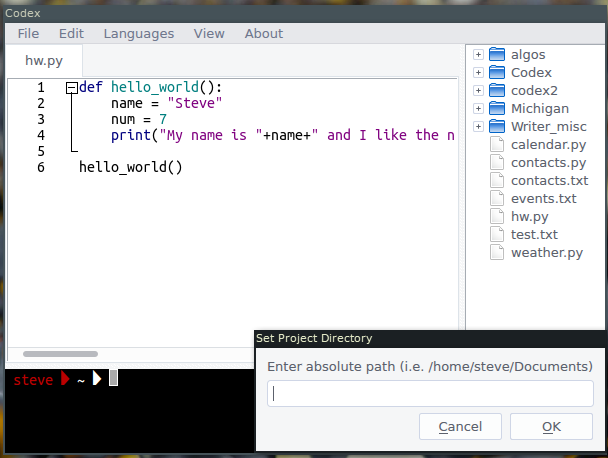 Codex
File Edit Languages View About
hw.py
1 def hello_world():
2 name = "Steve"
3 num = 7
4 print("My name is "+name+" and I like the n
5
6 hello_world()
algos
Codex
codex2
Michigan
Writer_misc
calendar.py
contacts.py
contacts.txt
events.txt
hw.py
test.txt
weather.py
steve ~
Set Project Directory
Enter absolute path (i.e. /home/steve/Documents)
Cancel OK